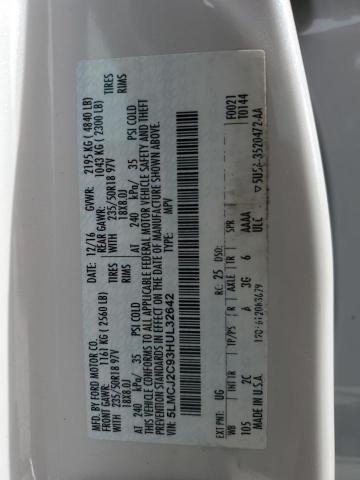 MFD. BY FORD MOTOR CO.
DATE: 12/16 GVWR: 2195 KG ( 4840 LB)
FRONT GAWR: 1161 KG ( 2560 LB) REAR GAWR: 1043 KG ( 2300 LB)
WITH 235/50R18 97V TIRES WITH 235/50R18 97V TIRES
18X8.0J RIMS 18X8.0J RIMS
AT 240 kPa/ 35 PSI COLD AT 240 kPa/ 35 PSI COLD
THIS VEHICLE CONFORMS TO ALL APPLICABLE FEDERAL MOTOR VEHICLE SAFETY AND THEFT
PREVENTION STANDARDS IN EFFECT ON THE DATE OF MANUFACTURE SHOWN ABOVE.
VIN: 5LMCJ2C93HUL32642
TYPE: MPV
F0021
T0144
EXT PNT: UG RC: 25 DSO:
WB INT TR TP/PS R AXLE TR
105 2C 3G 6 AAAA
MADE IN U.S.A. ULC